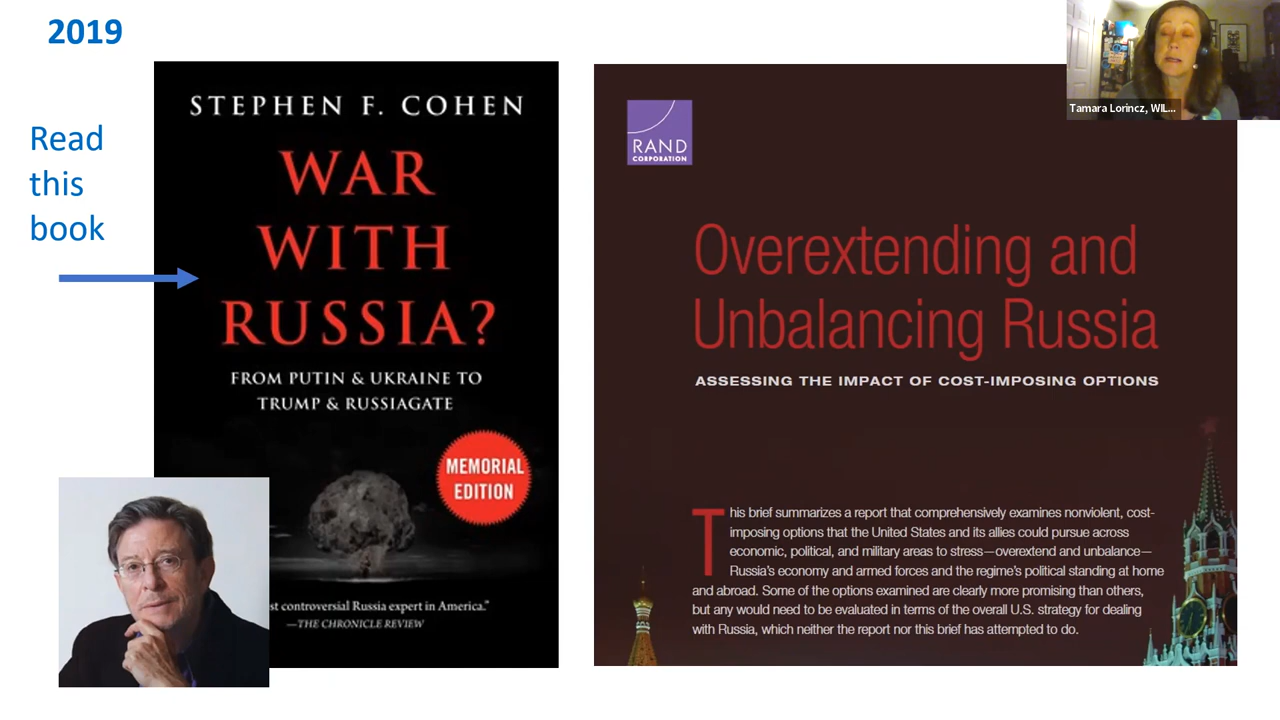 2019
Read
this
book
STEPHEN F. COHEN
WAR
WITH
RUSSIA?
FROM PUTIN & UKRAINE TO
TRUMP & RUSSIAGATE
MEMORIAL
EDITION
st controversial Russia expert in America."
—THE CHRONICLE REVIEW
RAND
CORPORATION
Overextending and
Unbalancing Russia
ASSESSING THE IMPACT OF COST-IMPOSING OPTIONS
This brief summarizes a report that comprehensively examines nonviolent, cost-
imposing options that the United States and its allies could pursue across
economic, political, and military areas to stress—overextend and unbalance—
Russia's economy and armed forces and the regime's political standing at home
and abroad. Some of the options examined are clearly more promising than others,
but any would need to be evaluated in terms of the overall U.S. strategy for dealing
with Russia, which neither the report nor this brief has attempted to do.
Tamara Lorincz, WIL...